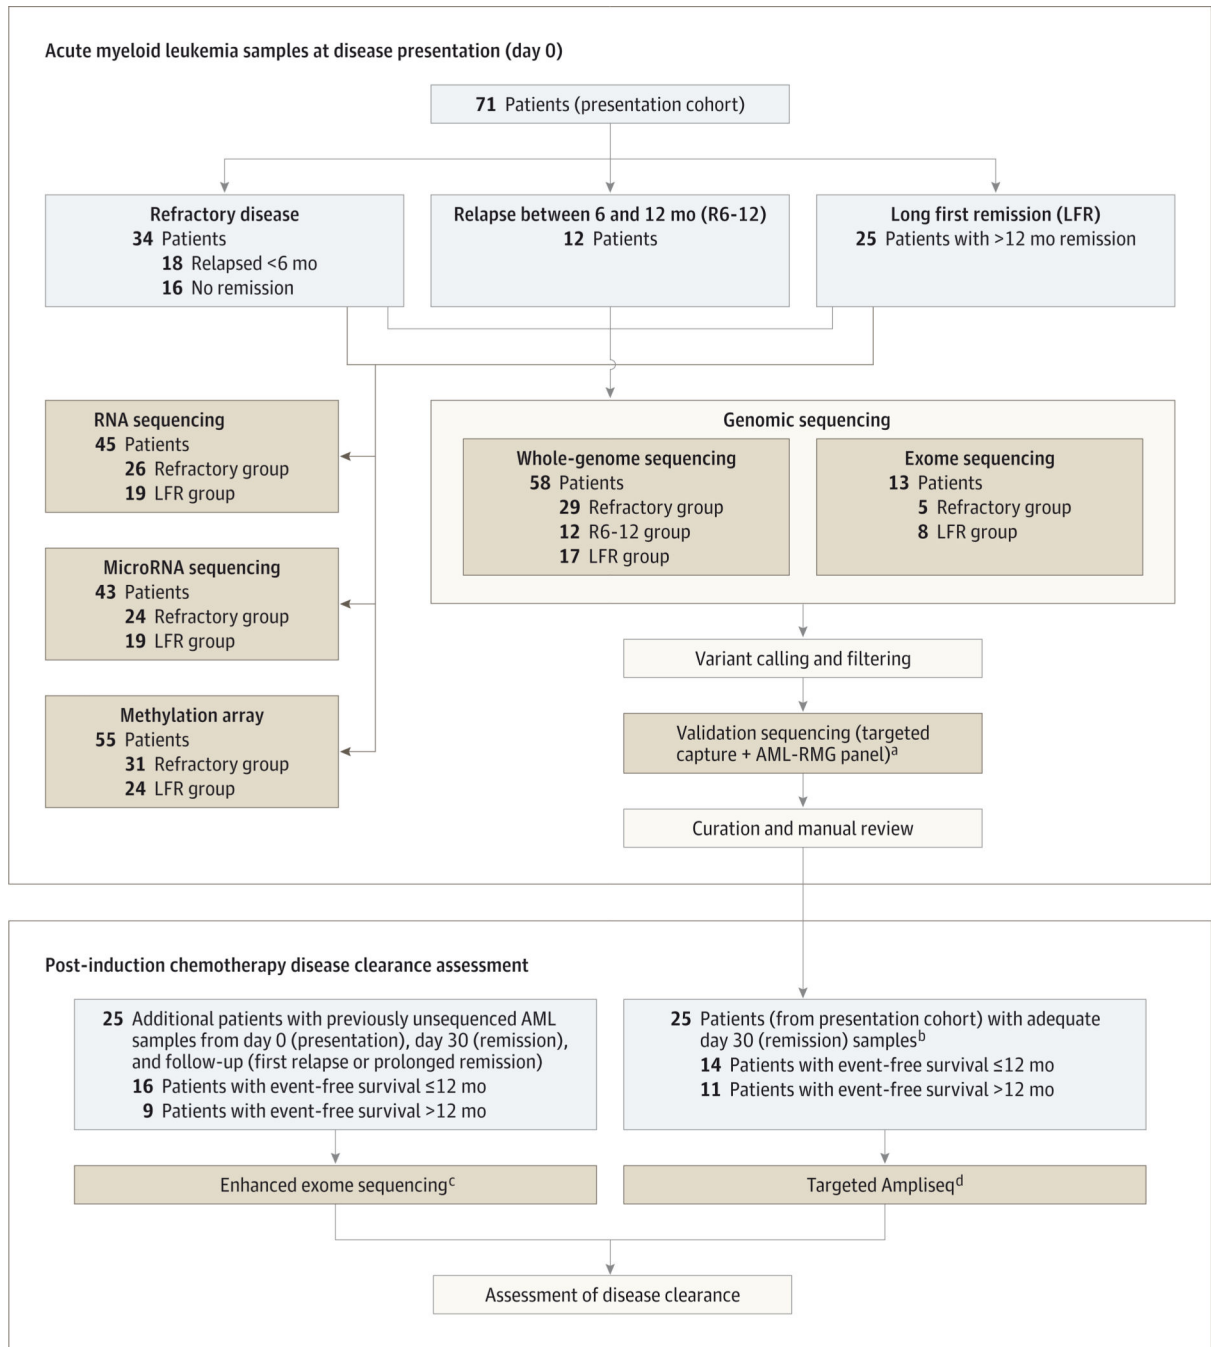 Acute myeloid leukemia samples at disease presentation (day 0)
71 Patients (presentation cohort)
Refractory disease
34 Patients
18 Relapsed <6 mo
16 No remission
Relapse between 6 and 12 mo (R6-12)
12 Patients
Long first remission (LFR)
25 Patients with >12 mo remission
RNA sequencing
45 Patients
26 Refractory group
19 LFR group
MicroRNA sequencing
43 Patients
24 Refractory group
19 LFR group
Methylation array
55 Patients
31 Refractory group
24 LFR group
Genomic sequencing
Whole-genome sequencing
58 Patients
29 Refractory group
12 R6-12 group
17 LFR group
Exome sequencing
13 Patients
5 Refractory group
8 LFR group
Variant calling and filtering
Validation sequencing (targeted
capture + AML-RMG panel)a
Curation and manual review
Post-induction chemotherapy disease clearance assessment
25 Additional patients with previously unsequenced AML
samples from day 0 (presentation), day 30 (remission),
and follow-up (first relapse or prolonged remission)
16 Patients with event-free survival ≤12 mo
9 Patients with event-free survival >12 mo
25 Patients (from presentation cohort) with adequate
day 30 (remission) samplesb
14 Patients with event-free survival ≤12 mo
11 Patients with event-free survival >12 mo
Enhanced exome sequencingc
Targeted Ampliseqd
Assessment of disease clearance